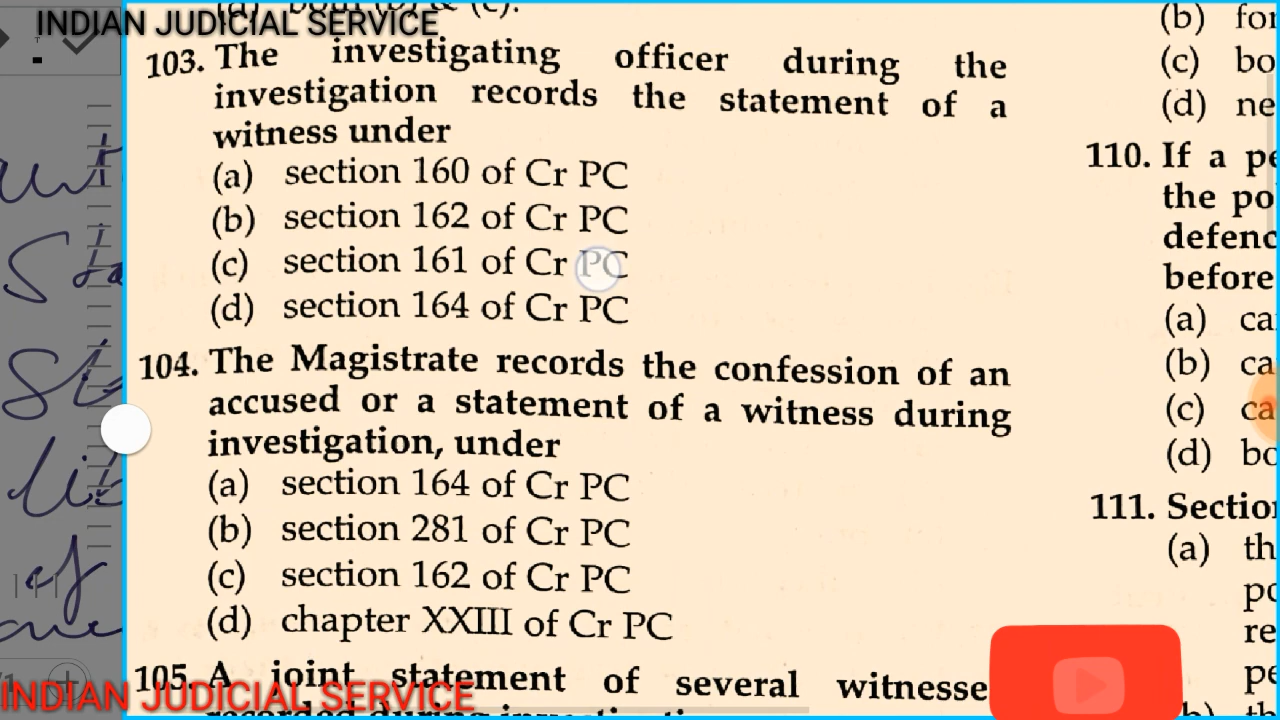 INDIAN JUDICIAL SERVICE
103. The investigating officer during the
investigation records the statement of a
witness under
(a) section 160 of Cr PC
(b) section 162 of Cr PC
(c) section 161 of Cr PC
(d) section 164 of Cr PC
104. The Magistrate records the confession of an
accused or a statement of a witness during
investigation, under
(a) section 164 of Cr PC
(b) section 281 of Cr PC
(c) section 162 of Cr PC
(d) chapter XXIII of Cr PC
105. A joint statement of several
INDIAN JUDICIAL SERVICE
(b)
(c)
(d)
110. If a
the
before
(a)
(b)
(c)
(d)
111.
(a)